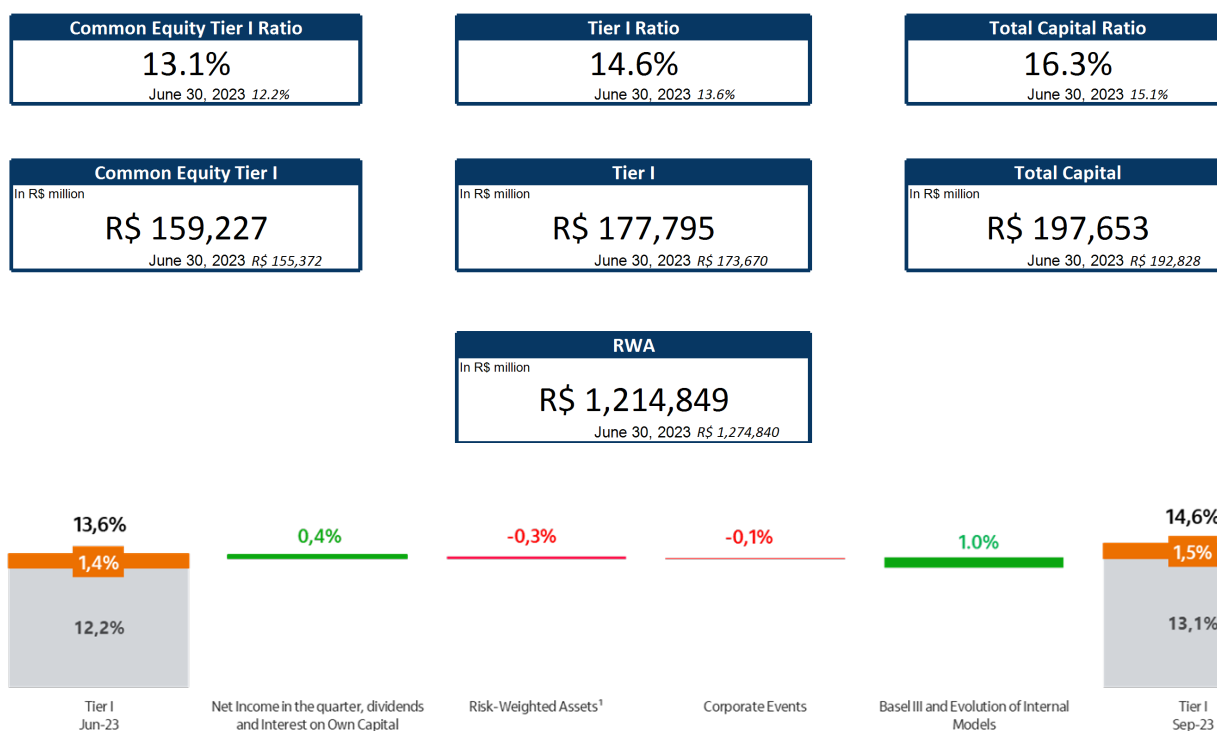 Common Equity Tier I Ratio
13.1%
June 30, 2023 12.2%
Tier I Ratio
14.6%
June 30, 2023 13.6%
Total Capital Ratio
16.3%
June 30, 2023 15.1%
Common Equity Tier I
In R$ million
R$ 159,227
June 30, 2023 R$ 155,372
Tier I
In R$ million
R$ 177,795
June 30, 2023 R$ 173,670
Total Capital
In R$ million
R$ 197,653
June 30, 2023 R$ 192,828
RWA
In R$ million
R$ 1,214,849
June 30, 2023 R$ 1,274,840
13,6%
1,4%
12,2%
Tier I
Jun-23
0,4%
Net Income in the quarter, dividends
and Interest on Own Capital
-0,3%
Risk-Weighted Assets¹
-0,1%
Corporate Events
1.0%
Basel III and Evolution of Internal
Models
14,6%
1,5%
13,1%
Tier I
Sep-23